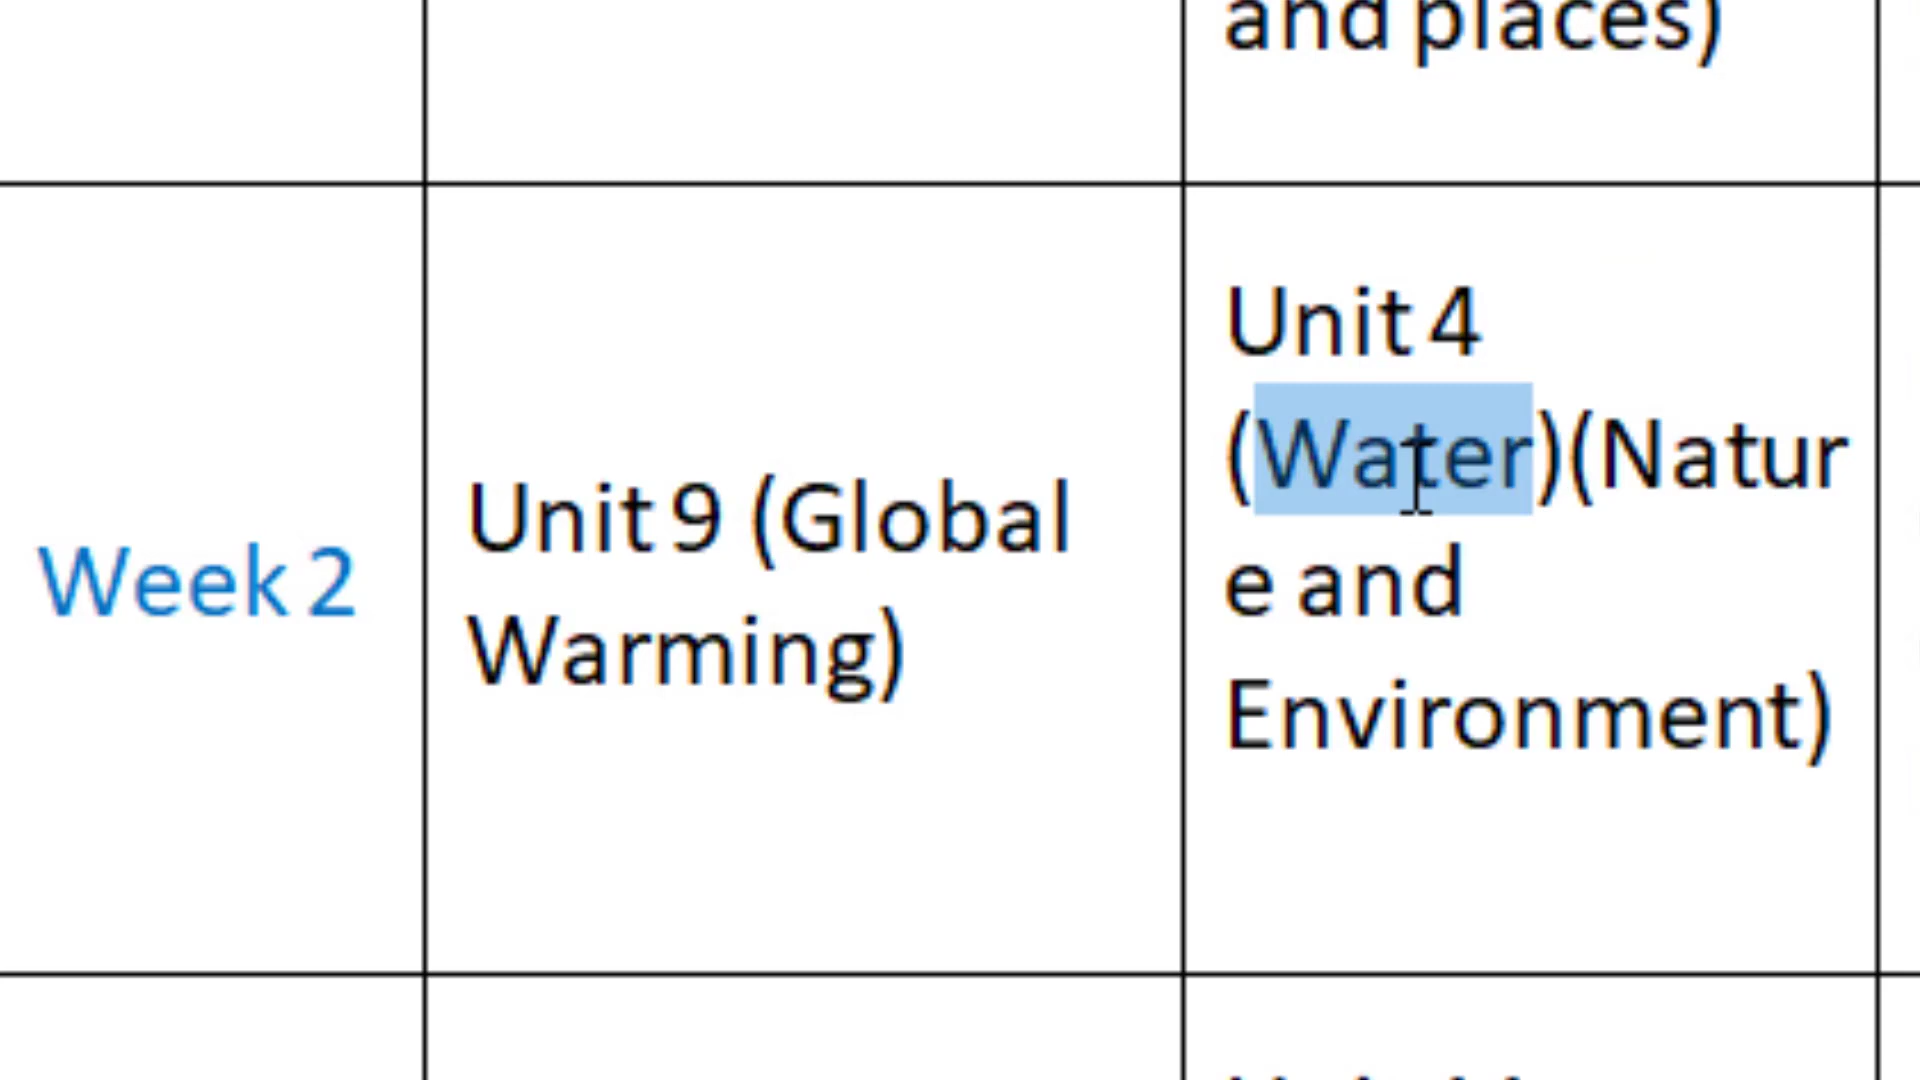 and places)
Week 2
Unit 9 (Global
Warming)
Unit 4
(Water)(Natur
e and
Environment)